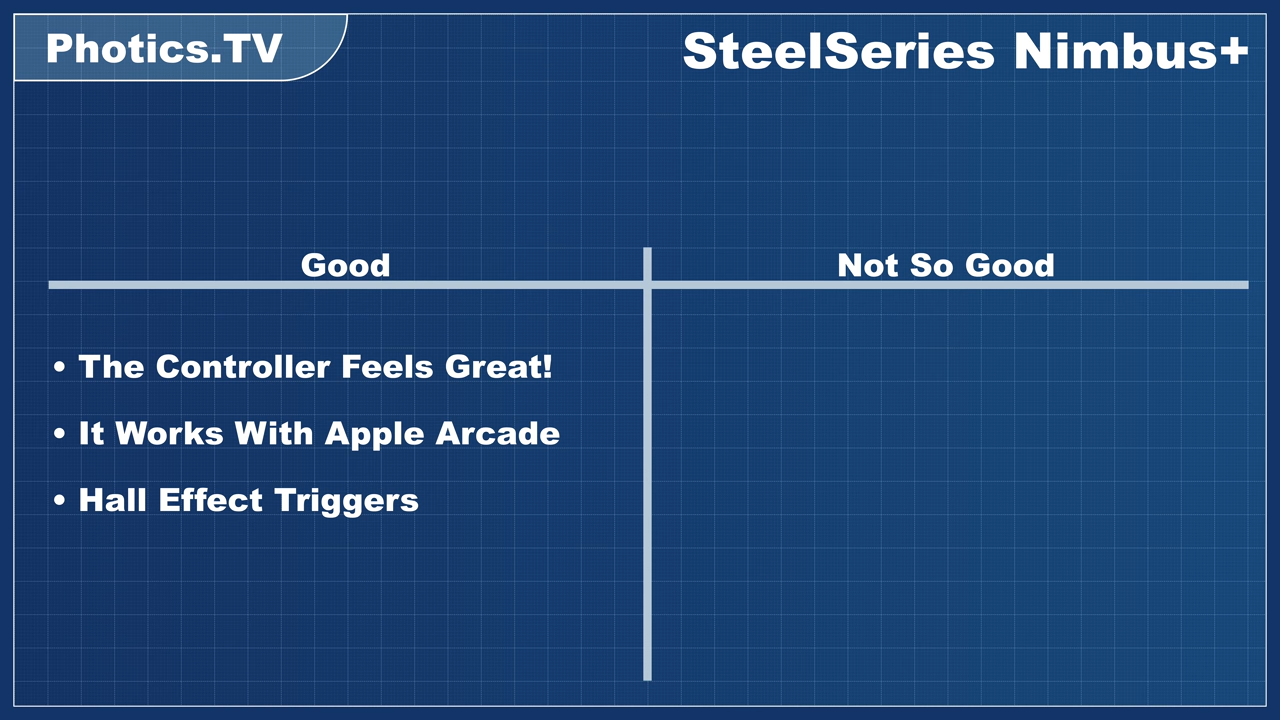 Photics.TV
SteelSeries Nimbus+
Good
Not So Good
• The Controller Feels Great!
• It Works With Apple Arcade
• Hall Effect Triggers